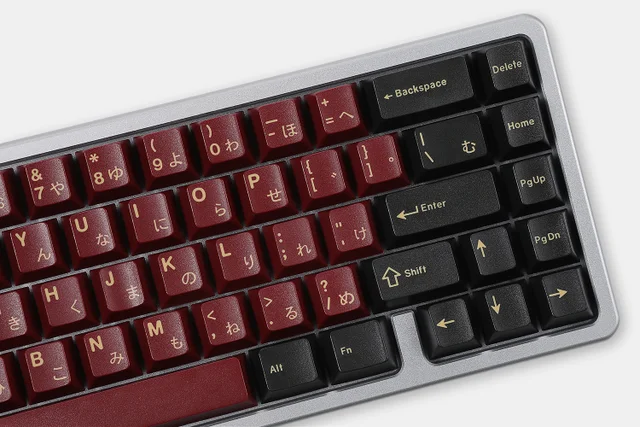 & 7 や * 8 ゆ ( 9 よ ) 0 わ _ - ほ + = へ ← Backspace Delete
Y ん U な I に O ら P せ { [ ゛ } ] ゜ | \ む Home
H く J ま K の L り : ; れ " ' け ↵ Enter PgUp
き B こ N み M も < , ね > . る ? / め ⇧ Shift ↑ PgDn
Alt Fn ← ↓ →